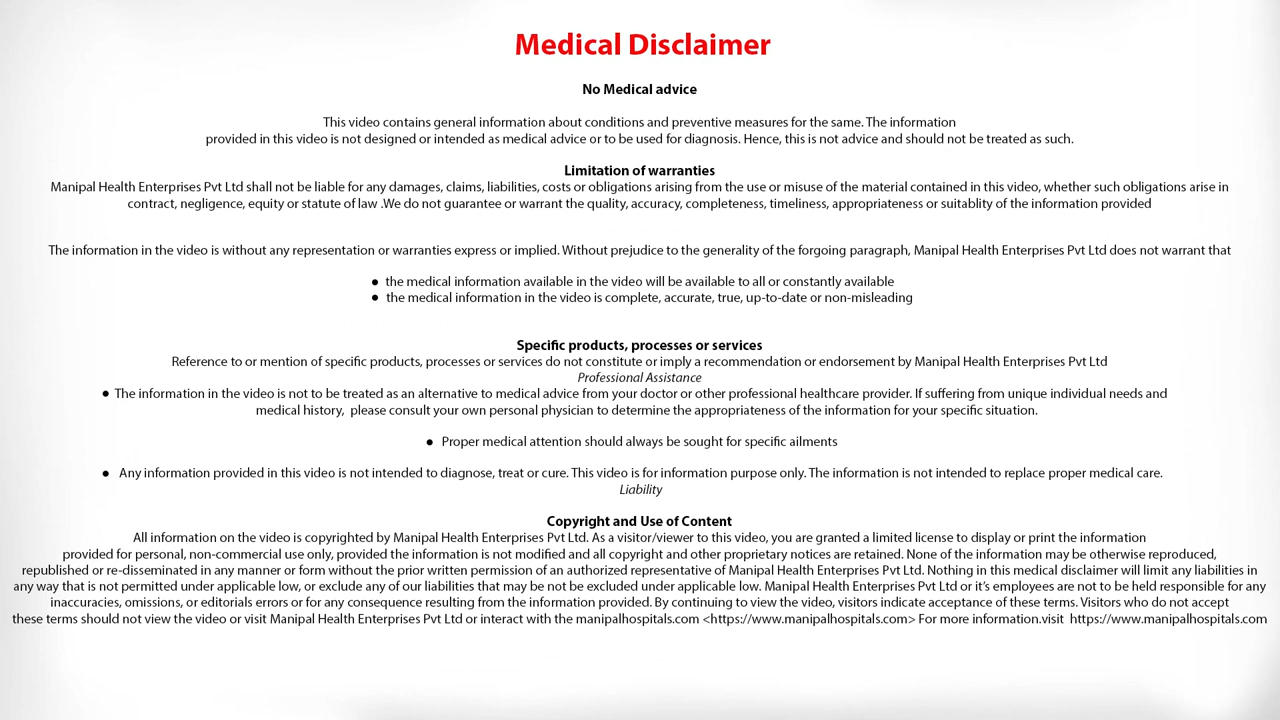 Medical Disclaimer
No Medical advice
This video contains general information about conditions and preventive measures for the same. The information
provided in this video is not designed or intended as medical advice or to be used for diagnosis. Hence, this is not advice and should not be treated as such.
Limitation of warranties
Manipal Health Enterprises Pvt Ltd shall not be liable for any damages, claims, liabilities, costs or obligations arising from the use or misuse of the material contained in this video, whether such obligations arise in
contract, negligence, equity or statute of law .We do not guarantee or warrant the quality, accuracy, completeness, timeliness, appropriateness or suitablity of the information provided
The information in the video is without any representation or warranties express or implied. Without prejudice to the generality of the forgoing paragraph, Manipal Health Enterprises Pvt Ltd does not warrant that
● the medical information available in the video will be available to all or constantly available
● the medical information in the video is complete, accurate, true, up-to-date or non-misleading
Specific products, processes or services
Reference to or mention of specific products, processes or services do not constitute or imply a recommendation or endorsement by Manipal Health Enterprises Pvt Ltd
Professional Assistance
● The information in the video is not to be treated as an alternative to medical advice from your doctor or other professional healthcare provider. If suffering from unique individual needs and
medical history, please consult your own personal physician to determine the appropriateness of the information for your specific situation.
● Proper medical attention should always be sought for specific ailments
● Any information provided in this video is not intended to diagnose, treat or cure. This video is for information purpose only. The information is not intended to replace proper medical care.
Liability
Copyright and Use of Content
All information on the video is copyrighted by Manipal Health Enterprises Pvt Ltd. As a visitor/viewer to this video, you are granted a limited license to display or print the information
provided for personal, non-commercial use only, provided the information is not modified and all copyright and other proprietary notices are retained. None of the information may be otherwise reproduced,
republished or re-disseminated in any manner or form without the prior written permission of an authorized representative of Manipal Health Enterprises Pvt Ltd. Nothing in this medical disclaimer will limit any liabilities in
any way that is not permitted under applicable low, or exclude any of our liabilities that may be not be excluded under applicable low. Manipal Health Enterprises Pvt Ltd or it's employees are not to be held responsible for any
inaccuracies, omissions, or editorials errors or for any consequence resulting from the information provided. By continuing to view the video, visitors indicate acceptance of these terms. Visitors who do not accept
these terms should not view the video or visit Manipal Health Enterprises Pvt Ltd or interact with the manipalhospitals.com <https://www.manipalhospitals.com> For more information.visit https://www.manipalhospitals.com